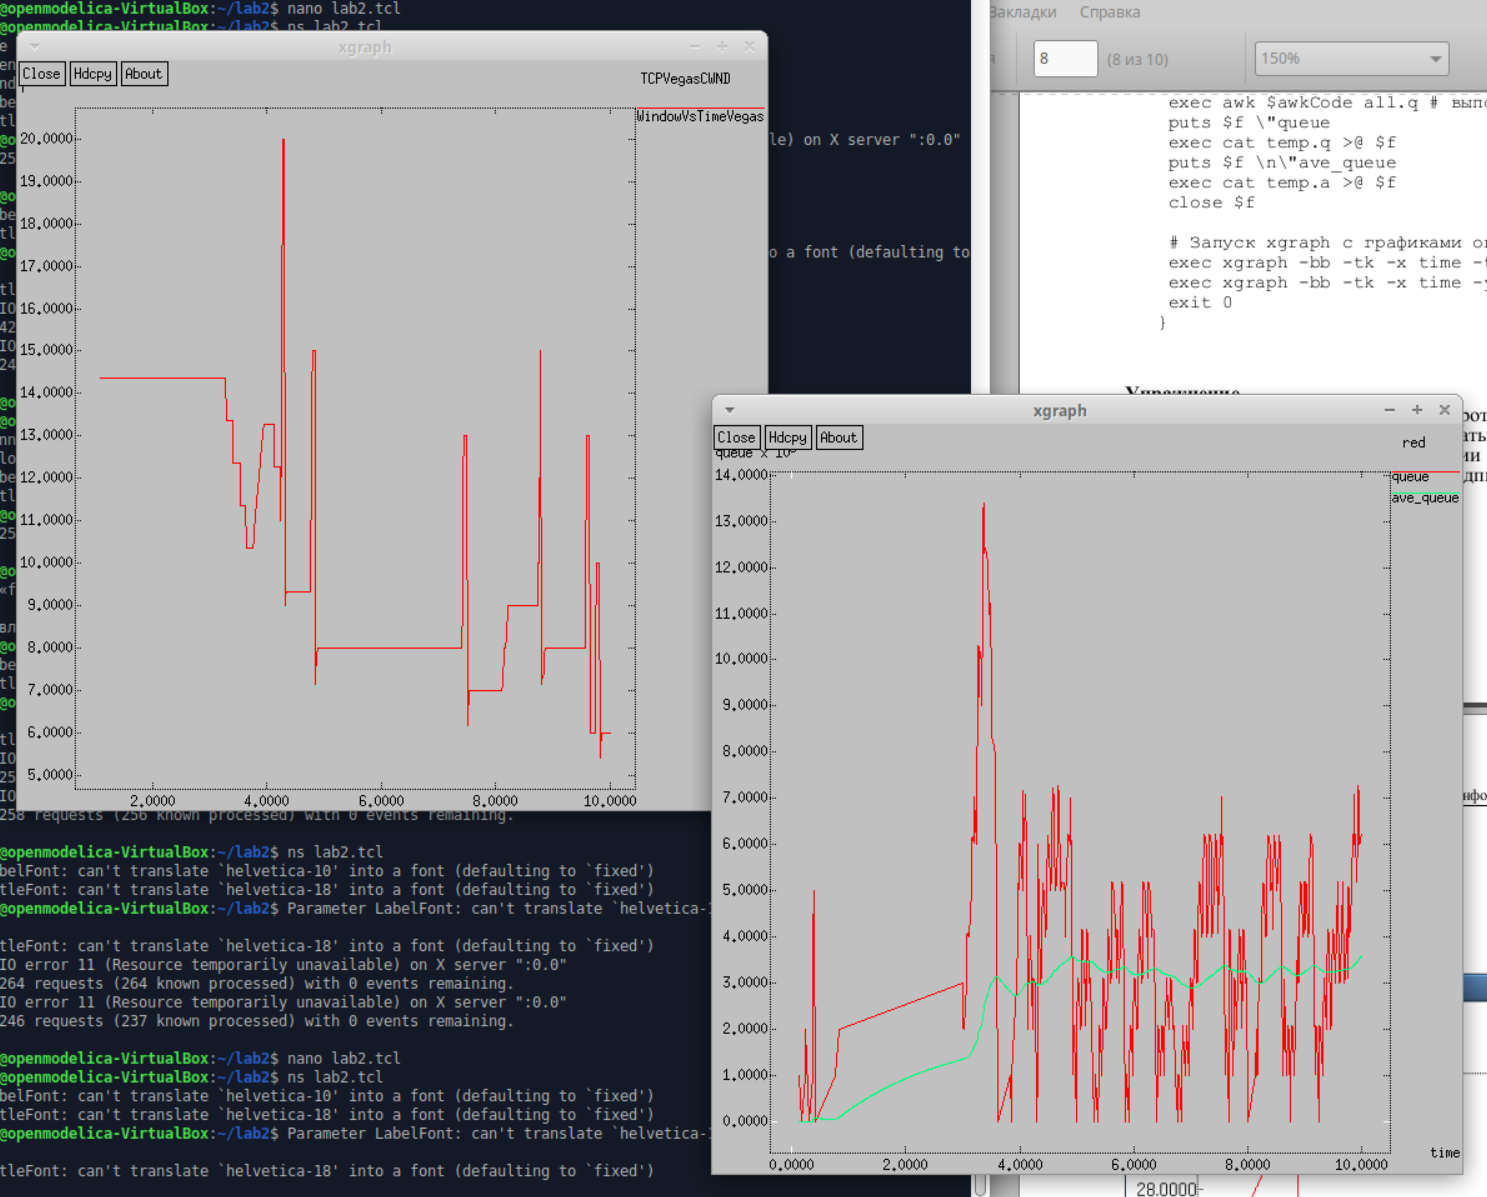 @openmodelica-VirtualBox:~/lab2$ nano lab2.tcl
@openmodelica-VirtualBox:~/lab2$ ns lab2.tcl
xgraph
Close Hdcpy About
TCPVegasCWND
WindowVsTimeVegas
20.0000
19.0000
18.0000
17.0000
16.0000
15.0000
14.0000
13.0000
12.0000
11.0000
10.0000
9.0000
8.0000
7.0000
6.0000
5.0000
2.0000 4.0000 6.0000 8.0000 10.0000
le) on X server ":0.0"
o a font (defaulting to
258 requests (256 known processed) with 0 events remaining.
@openmodelica-VirtualBox:~/lab2$ ns lab2.tcl
belFont: can't translate `helvetica-10' into a font (defaulting to `fixed')
tleFont: can't translate `helvetica-18' into a font (defaulting to `fixed')
@openmodelica-VirtualBox:~/lab2$ Parameter LabelFont: can't translate `helvetica-
tleFont: can't translate `helvetica-18' into a font (defaulting to `fixed')
IO error 11 (Resource temporarily unavailable) on X server ":0.0"
264 requests (264 known processed) with 0 events remaining.
IO error 11 (Resource temporarily unavailable) on X server ":0.0"
246 requests (237 known processed) with 0 events remaining.
@openmodelica-VirtualBox:~/lab2$ nano lab2.tcl
@openmodelica-VirtualBox:~/lab2$ ns lab2.tcl
belFont: can't translate `helvetica-10' into a font (defaulting to `fixed')
tleFont: can't translate `helvetica-18' into a font (defaulting to `fixed')
@openmodelica-VirtualBox:~/lab2$ Parameter LabelFont: can't translate `helvetica-
tleFont: can't translate `helvetica-18' into a font (defaulting to `fixed')
Закладки Справка
8 (8 из 10) 150%
exec awk $awkCode all.q # вып
puts $f \"queue
exec cat temp.q >@ $f
puts $f \n\"ave_queue
exec cat temp.a >@ $f
close $f
# Запуск xgraph с графиками о
exec xgraph -bb -tk -x time -t
exec xgraph -bb -tk -x time -y
exit 0
}
Упражнение
xgraph
Close Hdcpy About
red
queue
ave_queue
14.0000
13.0000
12.0000
11.0000
10.0000
9.0000
8.0000
7.0000
6.0000
5.0000
4.0000
3.0000
2.0000
1.0000
0.0000
time
0.0000 2.0000 4.0000 6.0000 8.0000 10.0000
28.0000